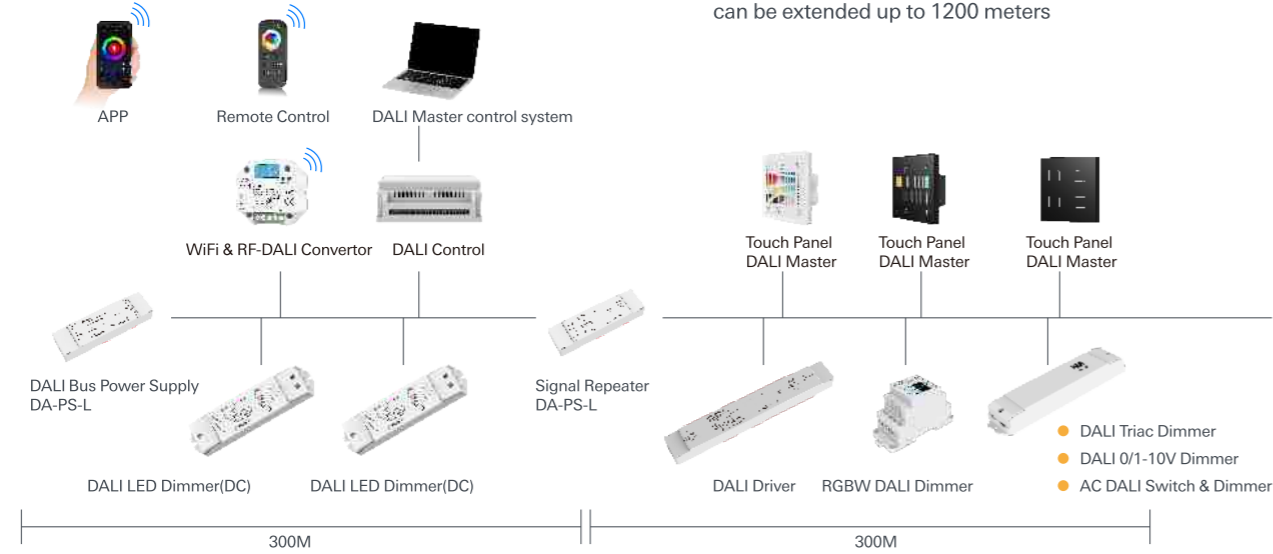 can be extended up to 1200 meters
APP
Remote Control
DALI Master control system
WiFi & RF-DALI Convertor
DALI Control
Touch Panel
DALI Master
Touch Panel
DALI Master
Touch Panel
DALI Master
DALI Bus Power Supply
DA-PS-L
Signal Repeater
DA-PS-L
DALI LED Dimmer(DC)
DALI LED Dimmer(DC)
DALI Driver
RGBW DALI Dimmer
DALI Triac Dimmer
DALI 0/1-10V Dimmer
AC DALI Switch & Dimmer
300M
300M